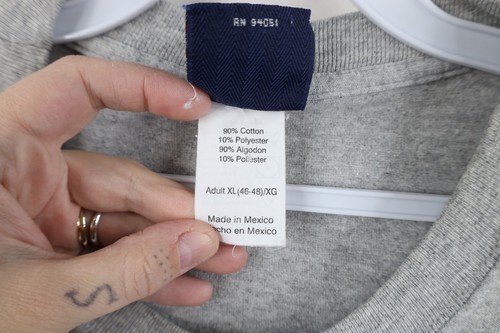 RN 94051
90% Cotton
10% Polyester
90% Algodon
10% Poliester
Adult XL(46-48)/XG
Made in Mexico
cho en Mexico
S